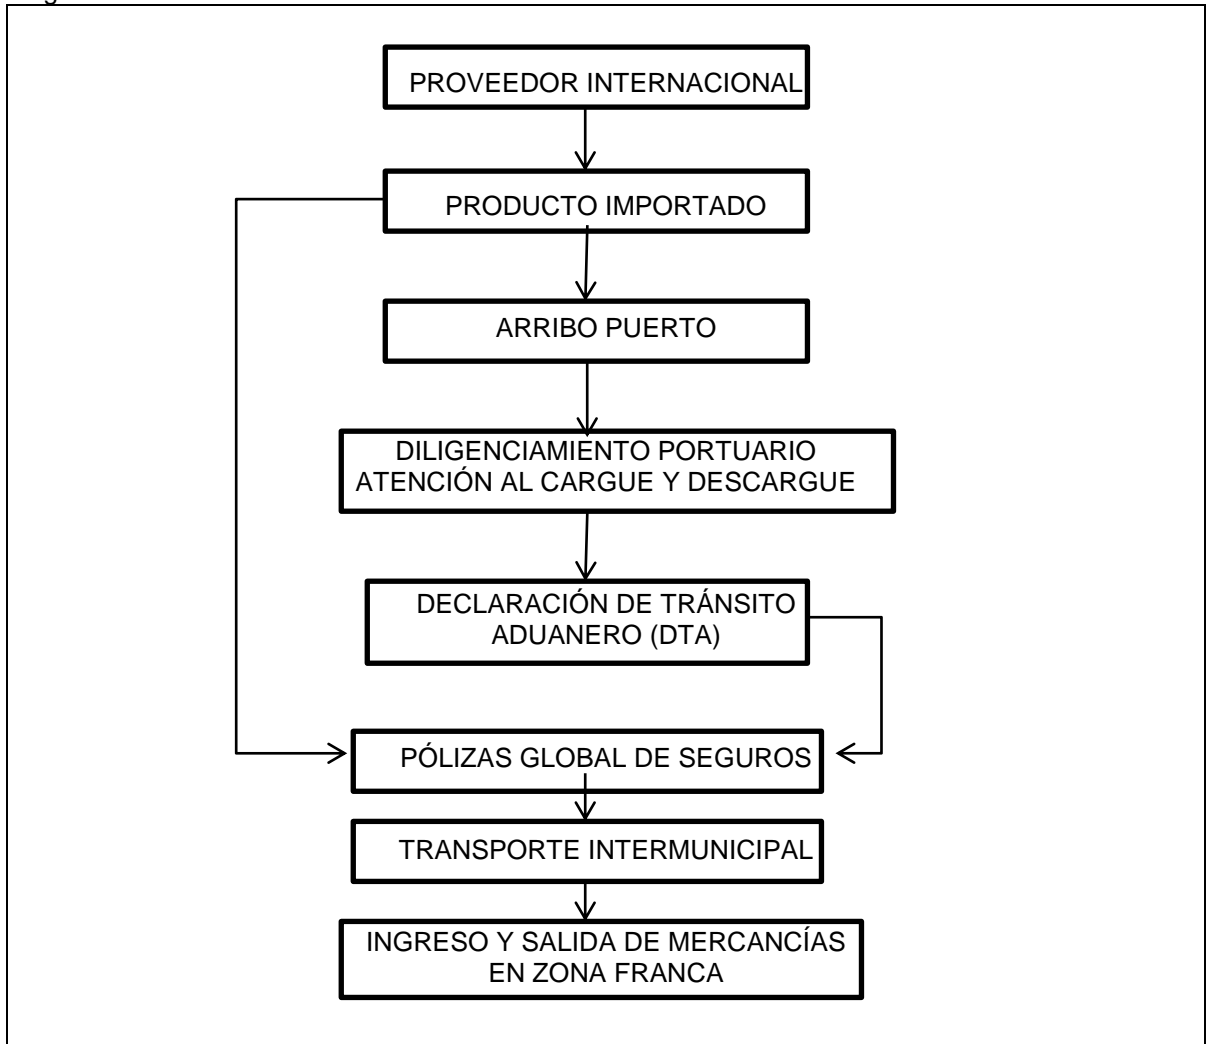 PROVEEDOR INTERNACIONAL
PRODUCTO IMPORTADO
ARRIBO PUERTO
DILIGENCIAMIENTO PORTUARIO
ATENCIÓN AL CARGUE Y DESCARGUE
DECLARACIÓN DE TRÁNSITO
ADUANERO (DTA)
PÓLIZAS GLOBAL DE SEGUROS
TRANSPORTE INTERMUNICIPAL
INGRESO Y SALIDA DE MERCANCÍAS
EN ZONA FRANCA